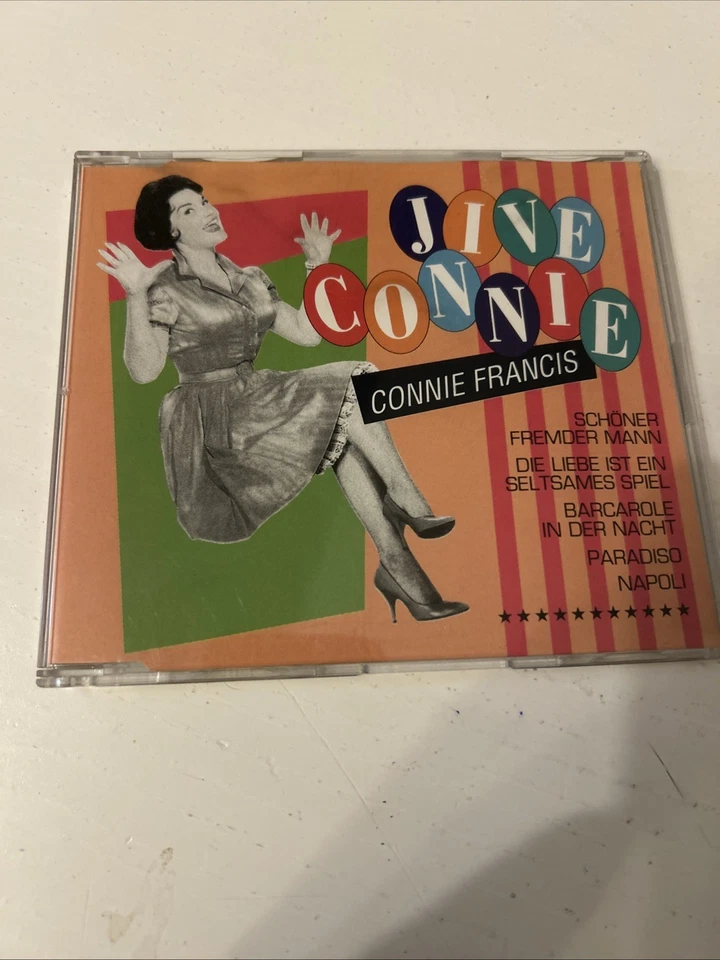 JIVE
CONNIE
CONNIE FRANCIS
SCHÖNER
FREMDER MANN
DIE LIEBE IST EIN
SELTSAMES SPIEL
BARCAROLE
IN DER NACHT
PARADISO
NAPOLI